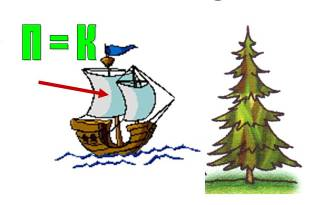 П = К